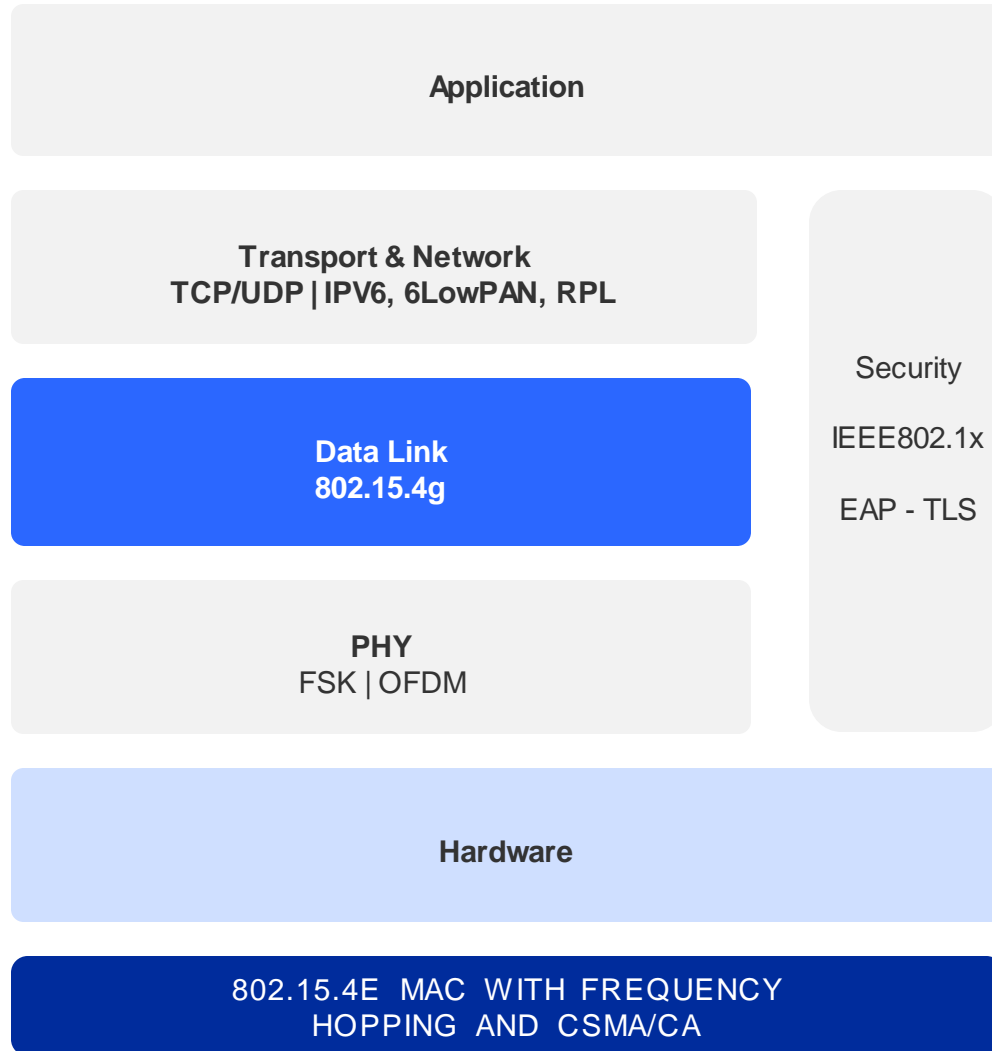 Application
Transport & Network
TCP/UDP | IPV6, 6LowPAN, RPL
Data Link
802.15.4g
Security
IEEE802.1x
EAP - TLS
PHY
FSK | OFDM
Hardware
802.15.4E MAC WITH FREQUENCY
HOPPING AND CSMA/CA